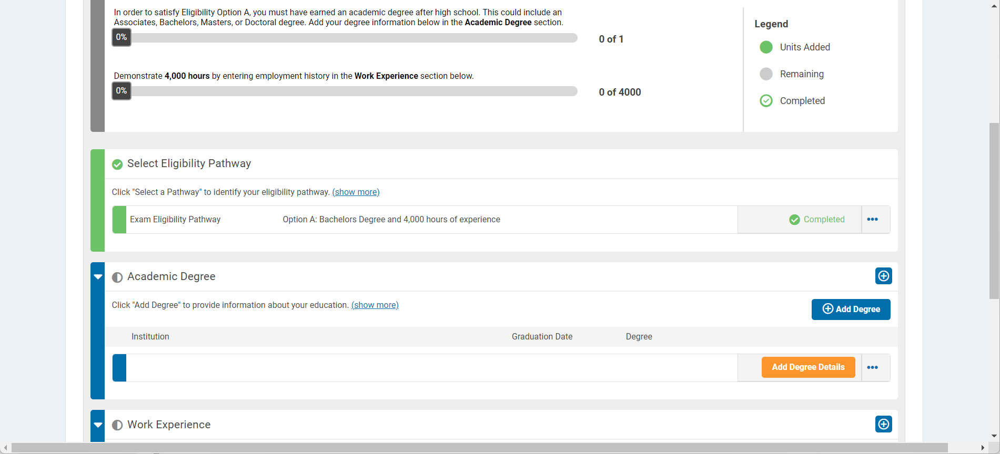 In order to satisfy Eligibility Option A, you must have earned an academic degree after high school. This could include an
Associates, Bachelors, Masters, or Doctoral degree. Add your degree information below in the Academic Degree section.
0%
0 of 1
Demonstrate 4,000 hours by entering employment history in the Work Experience section below.
0%
0 of 4000
Legend
Units Added
Remaining
Completed
Select Eligibility Pathway
Click "Select a Pathway" to identify your eligibility pathway. (show more)
Exam Eligibility Pathway Option A: Bachelors Degree and 4,000 hours of experience Completed
Academic Degree
Click "Add Degree" to provide information about your education. (show more)
Add Degree
Institution Graduation Date Degree
Add Degree Details
Work Experience